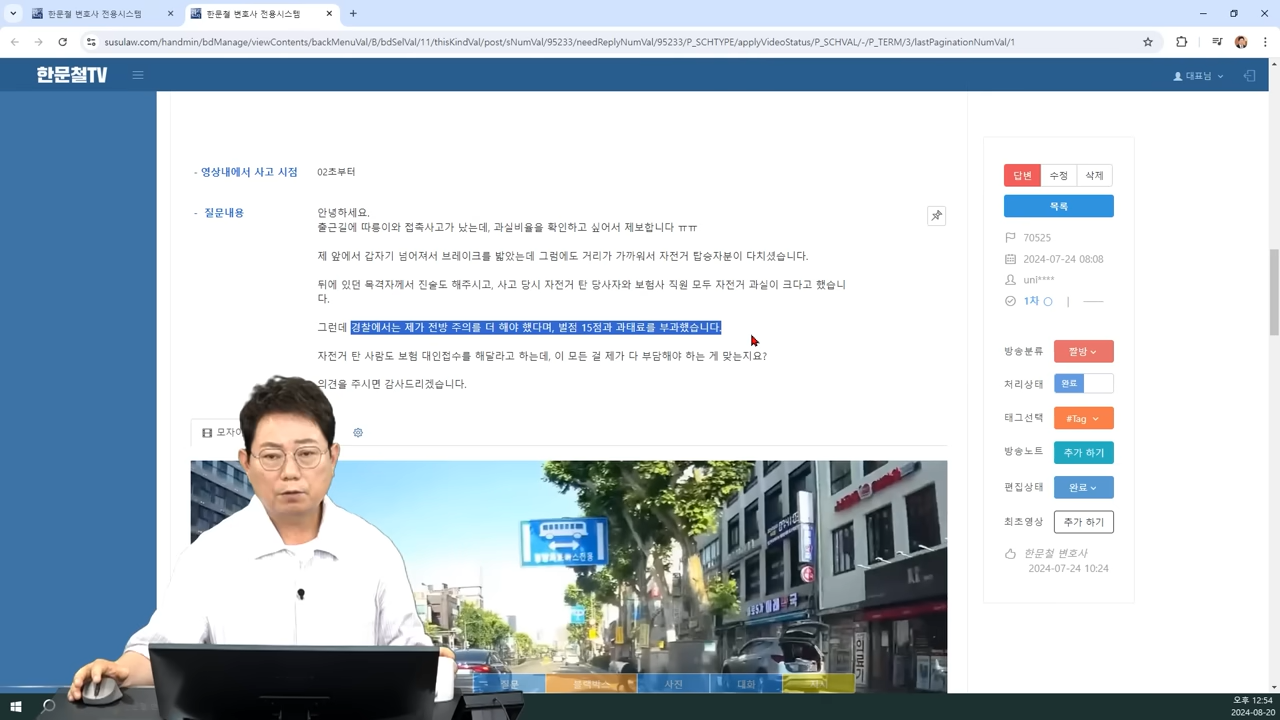 한문철 변호사 전용시스템
한문철 변호사 전용시스템
susulaw.com/handmin/bdManage/viewContents/backMenuVal/B/bdSelVal/11/thisKindVal/post/sNumVal/95233/needReplyNumVal/95233/P_SCHTYPE/applyVideoStatus/P_SCHVAL/-/P_TERM/3/lastPaginationNumVal/1
한문철TV
대표님
- 영상내에서 사고 시점
02초부터
- 질문내용
안녕하세요.
출근길에 따릉이와 접족사고가 났는데, 과실비율을 확인하고 싶어서 제보합니다 ㅠㅠ
제 앞에서 갑자기 넘어져서 브레이크를 밟았는데 그럼에도 거리가 가까워서 자전거 탑승자분이 다치셨습니다.
뒤에 있던 목격자께서 진술도 해주시고, 사고 당시 자전거 탄 당사자와 보험사 직원 모두 자전거 과실이 크다고 했습니
다.
그런데 경찰에서는 제가 전방 주의를 더 해야 했다며, 벌점 15점과 과태료를 부과했습니다.
자전거 탄 사람도 보험 대인접수를 해달라고 하는데, 이 모든 걸 제가 다 부담해야 하는 게 맞는지요?
의견을 주시면 감사드리겠습니다.
모자이
답변
수정
삭제
목록
70525
2024-07-24 08:08
uni****
1차 ○ | ——
방송분류
짤방
처리상태
완료
태그선택
#Tag
방송노트
추가 하기
편집상태
완료
최초영상
추가 하기
한문철 변호사
2024-07-24 10:24
질문
블랙박스
사진
대화
오후 12:54
2024-08-20